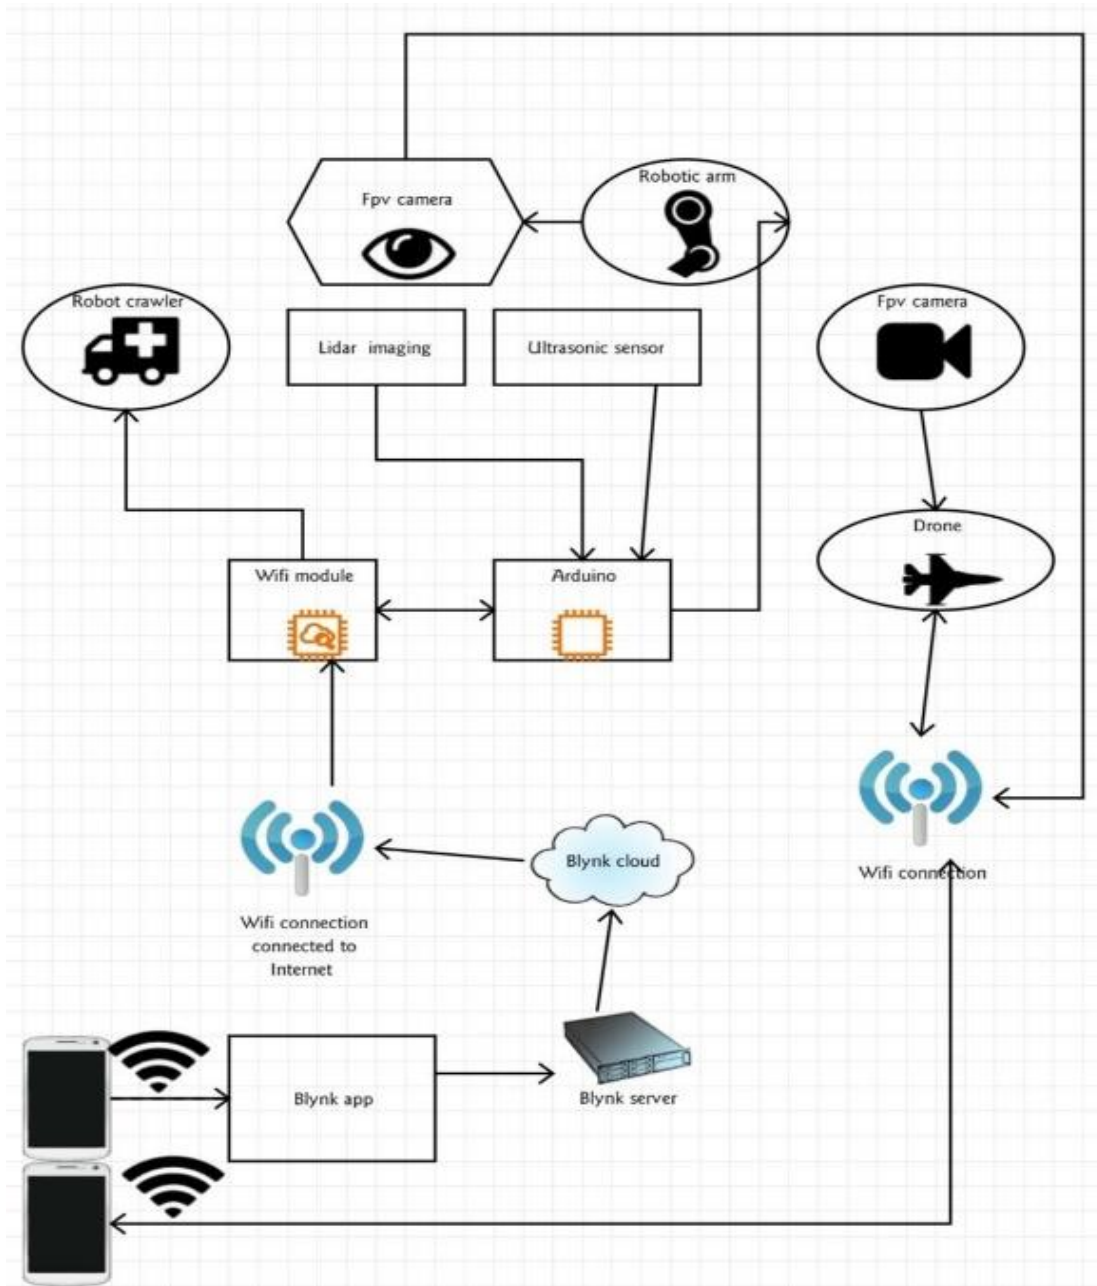 Robotic arm
Fpv camera
Robot crawler
Fpv camera
Lidar imaging
Ultrasonic sensor
Drone
Wifi module
Arduino
Blynk cloud
Wifi connection
Wifi connection
connected to
Internet
Blynk app
Blynk server